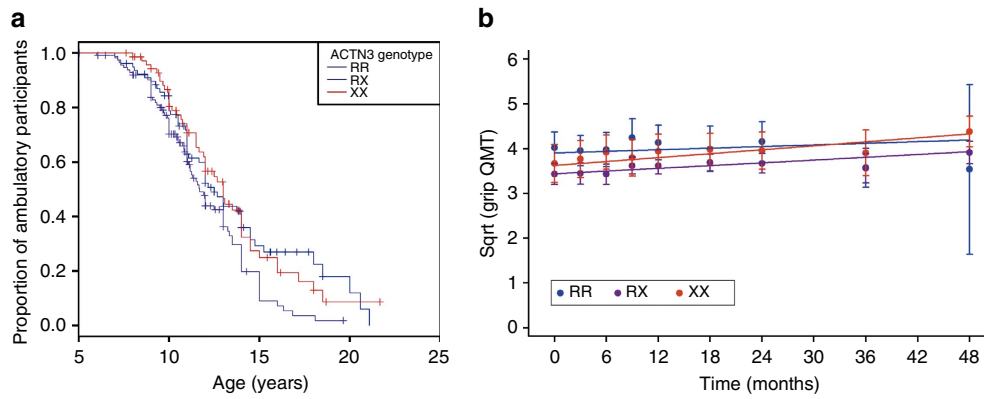 a
Proportion of ambulatory participants
1.0
0.8
0.6
0.4
0.2
0.0
ACTN3 genotype
RR
RX
XX
5 10 15 20 25
Age (years)
b
Sqrt (grip QMT)
6
5
4
3
2
1
0
RR RX XX
0 6 12 18 24 30 36 42 48
Time (months)